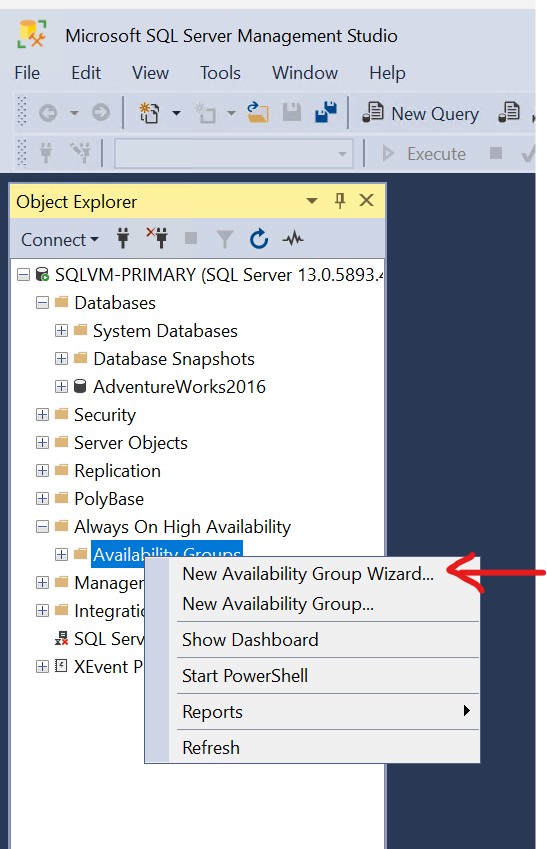 Microsoft SQL Server Management Studio
File Edit View Tools Window Help
New Query
Execute
Object Explorer
Connect
SQLVM-PRIMARY (SQL Server 13.0.5893.4
Databases
System Databases
Database Snapshots
AdventureWorks2016
Security
Server Objects
Replication
PolyBase
Always On High Availability
Availability Groups
New Availability Group Wizard...
New Availability Group...
Show Dashboard
Start PowerShell
Reports
Refresh
Manager
Integratic
SQL Serv
XEvent P